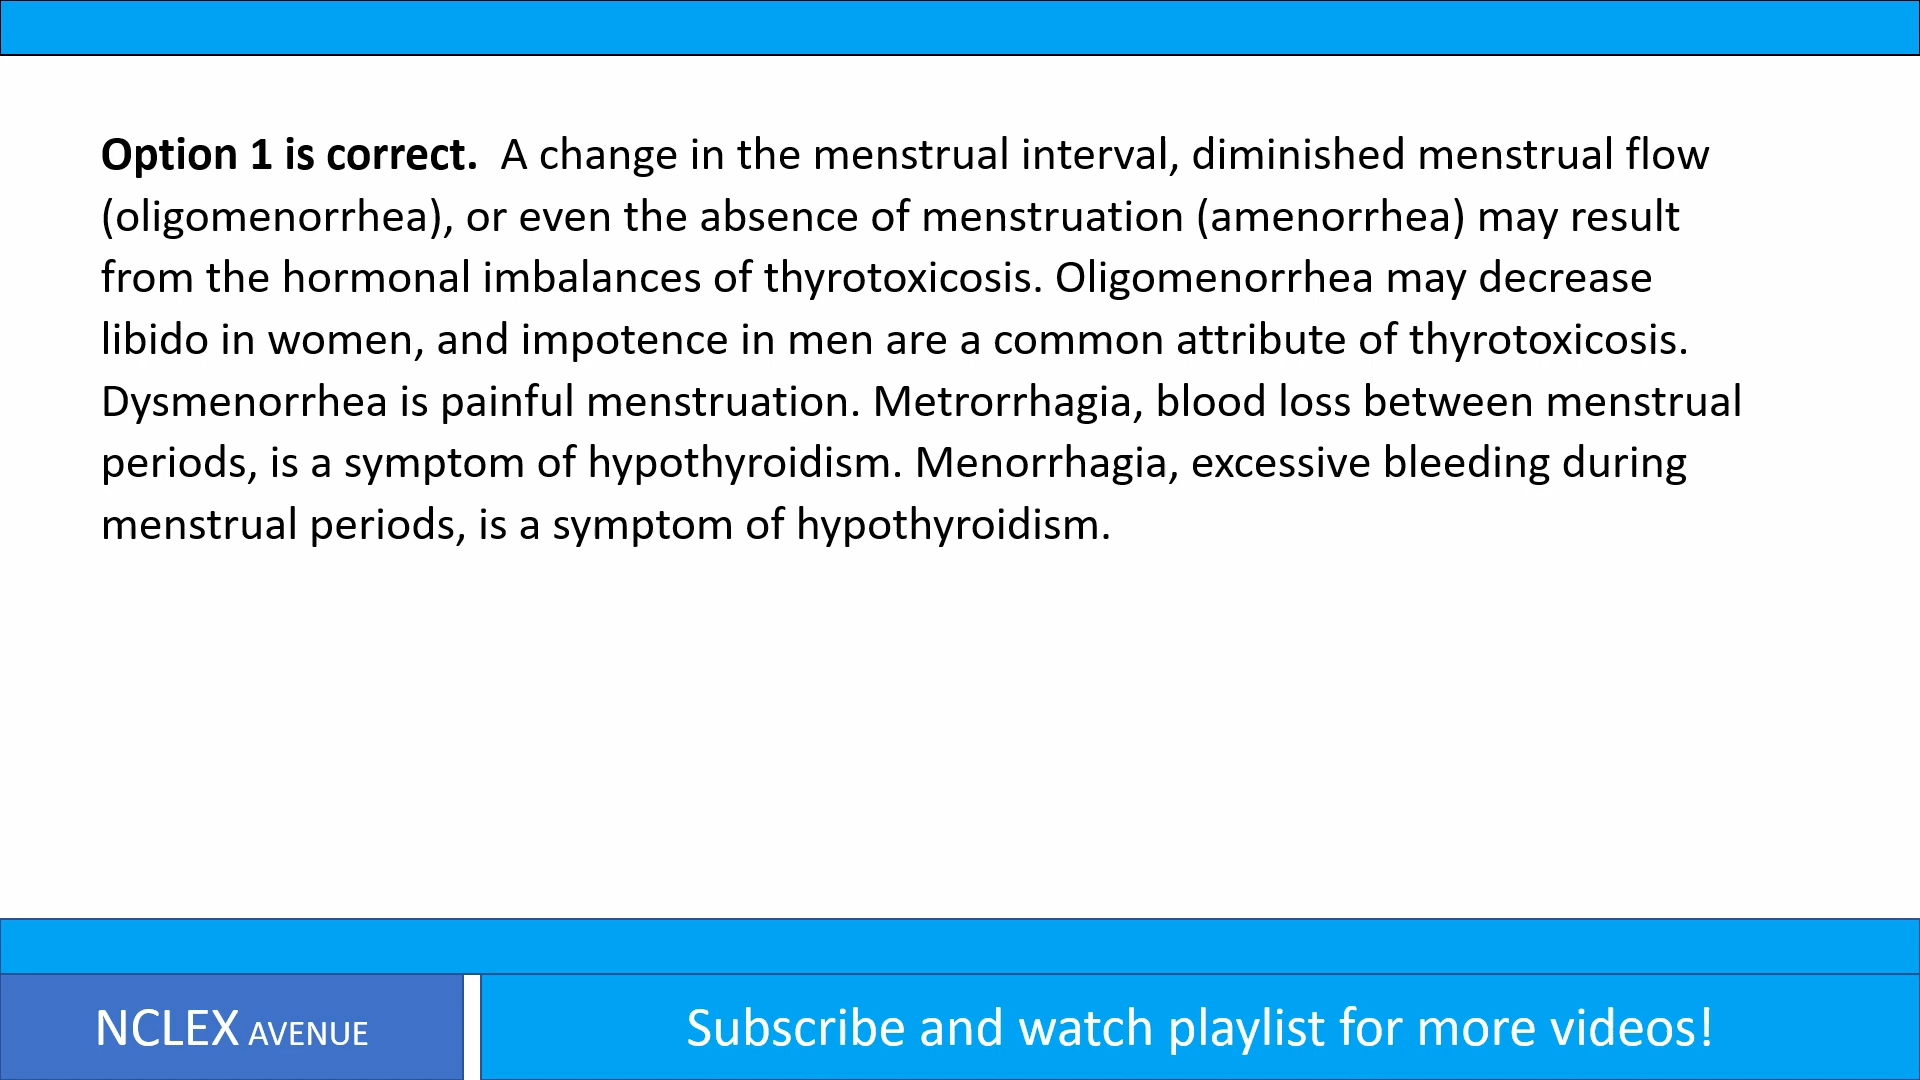 Option 1 is correct.  A change in the menstrual interval, diminished menstrual flow
(oligomenorrhea), or even the absence of menstruation (amenorrhea) may result
from the hormonal imbalances of thyrotoxicosis. Oligomenorrhea may decrease
libido in women, and impotence in men are a common attribute of thyrotoxicosis.
Dysmenorrhea is painful menstruation. Metrorrhagia, blood loss between menstrual
periods, is a symptom of hypothyroidism. Menorrhagia, excessive bleeding during
menstrual periods, is a symptom of hypothyroidism.
NCLEX AVENUE
Subscribe and watch playlist for more videos!